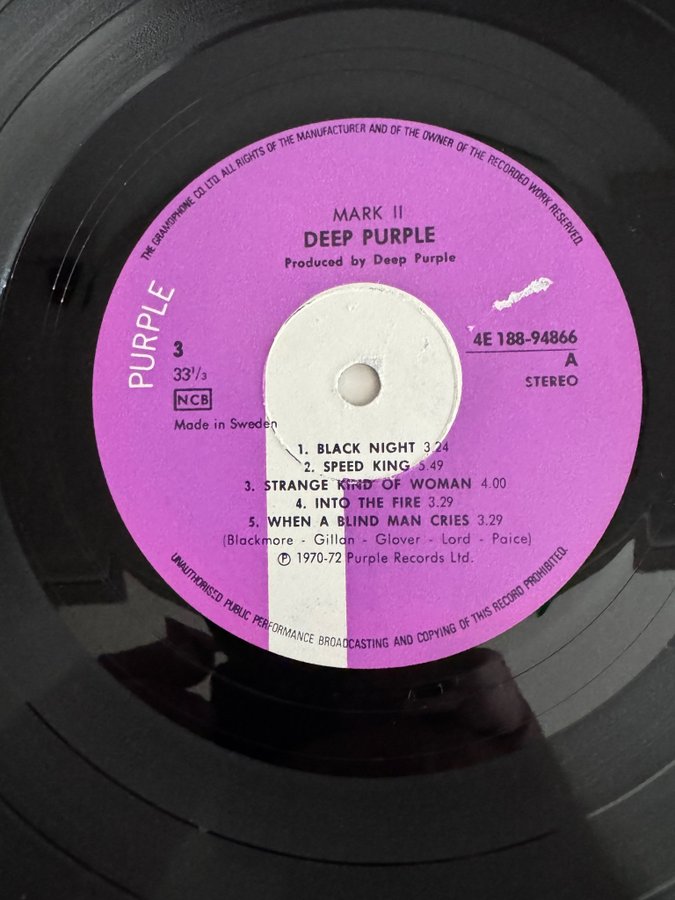 THE GRAMOPHONE CO. LTD. ALL RIGHTS OF THE MANUFACTURER AND OF THE OWNER OF THE RECORDED WORK RESERVED.
MARK II
DEEP PURPLE
Produced by Deep Purple
PURPLE
3
33⅓
NCB
Made in Sweden
4E 188-94866
A
STEREO
1. BLACK NIGHT 3.24
2. SPEED KING 5.49
3. STRANGE KIND OF WOMAN 4.00
4. INTO THE FIRE 3.29
5. WHEN A BLIND MAN CRIES 3.29
(Blackmore - Gillan - Glover - Lord - Paice)
Ⓟ 1970-72 Purple Records Ltd.
UNAUTHORISED PUBLIC PERFORMANCE BROADCASTING AND COPYING OF THIS RECORD PROHIBITED.